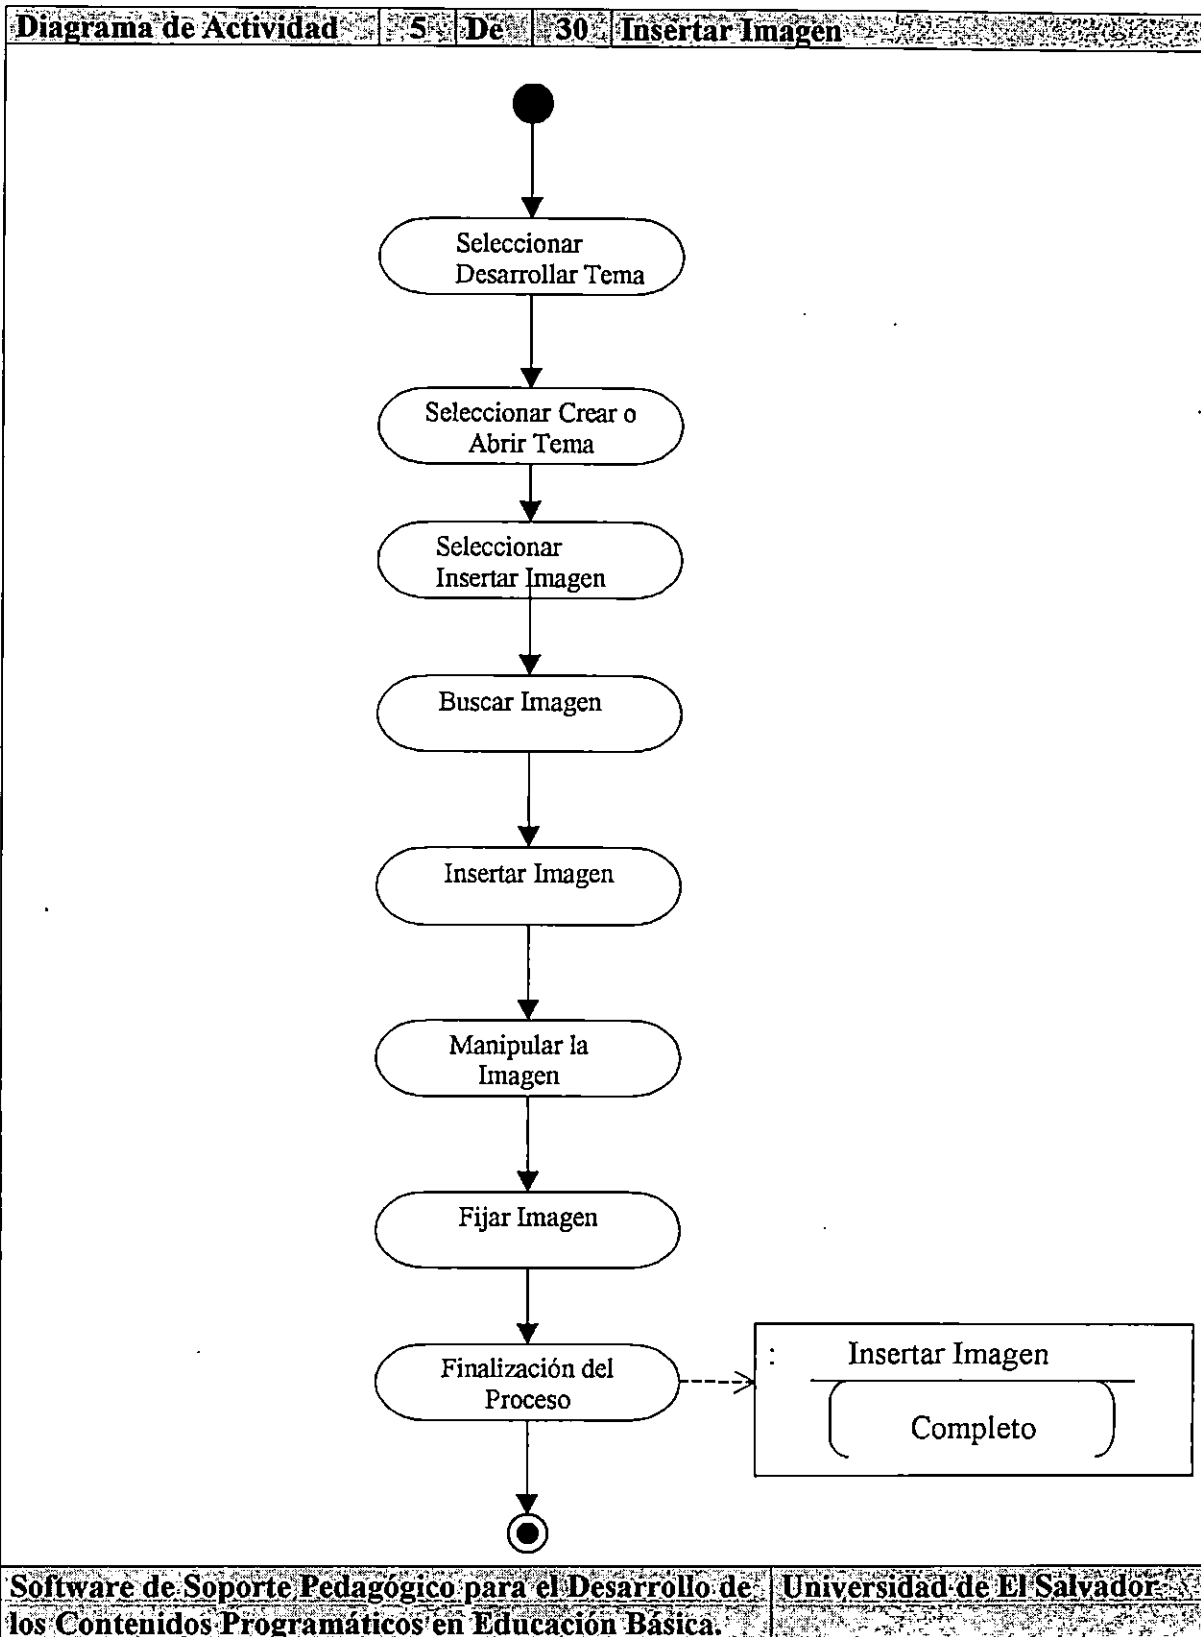 Diagrama de Actividad 5 De 30 Insertar Imagen
Seleccionar
Desarrollar Tema
Seleccionar Crear o
Abrir Tema
Seleccionar
Insertar Imagen
Buscar Imagen
Insertar Imagen
Manipular la
Imagen
Fijar Imagen
Finalización del
Proceso
: Insertar Imagen
Completo
Software de Soporte Pedagógico para el Desarrollo de
los Contenidos Programáticos en Educación Básica.
Universidad de El Salvador